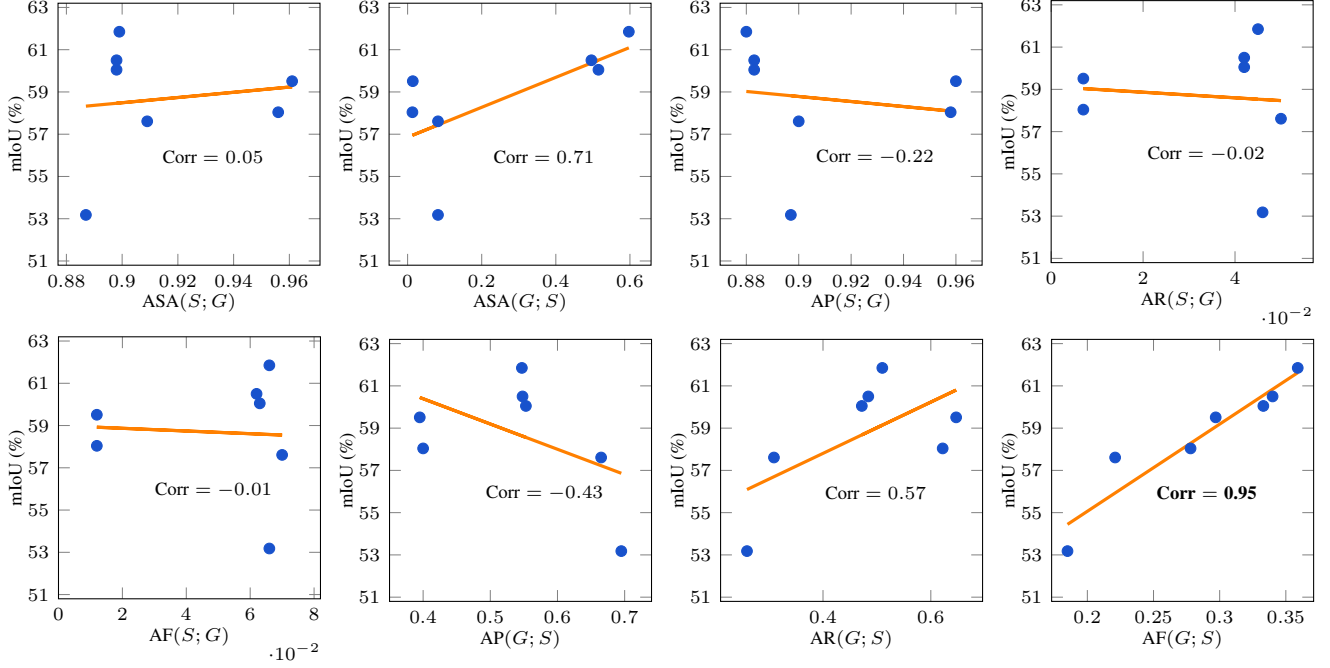 63
61
59
57
55
53
51
mIoU (%)
Corr = 0.05
0.88 0.9 0.92 0.94 0.96
ASA(S; G)
63
61
59
57
55
53
51
mIoU (%)
Corr = 0.71
0 0.2 0.4 0.6
ASA(G; S)
63
61
59
57
55
53
51
mIoU (%)
Corr = −0.22
0.88 0.9 0.92 0.94 0.96
AP(S; G)
63
61
59
57
55
53
51
mIoU (%)
Corr = −0.02
0 2 4
AR(S; G)
·10−2
63
61
59
57
55
53
51
mIoU (%)
Corr = −0.01
0 2 4 6 8
AF(S; G)
·10−2
63
61
59
57
55
53
51
mIoU (%)
Corr = −0.43
0.4 0.5 0.6 0.7
AP(G; S)
63
61
59
57
55
53
51
mIoU (%)
Corr = 0.57
0.4 0.6
AR(G; S)
63
61
59
57
55
53
51
mIoU (%)
Corr = 0.95
0.2 0.25 0.3 0.35
AF(G; S)